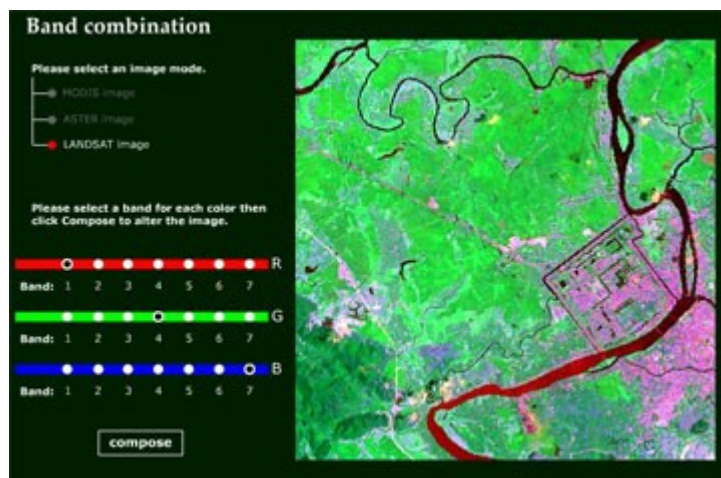 Band combination
Please select an image mode.
MODIS image
ASTER image
LANDSAT image
Please select a band for each color then
click Compose to alter the image.
R
Band: 1 2 3 4 5 6 7
G
Band: 1 2 3 4 5 6 7
B
Band: 1 2 3 4 5 6 7
compose